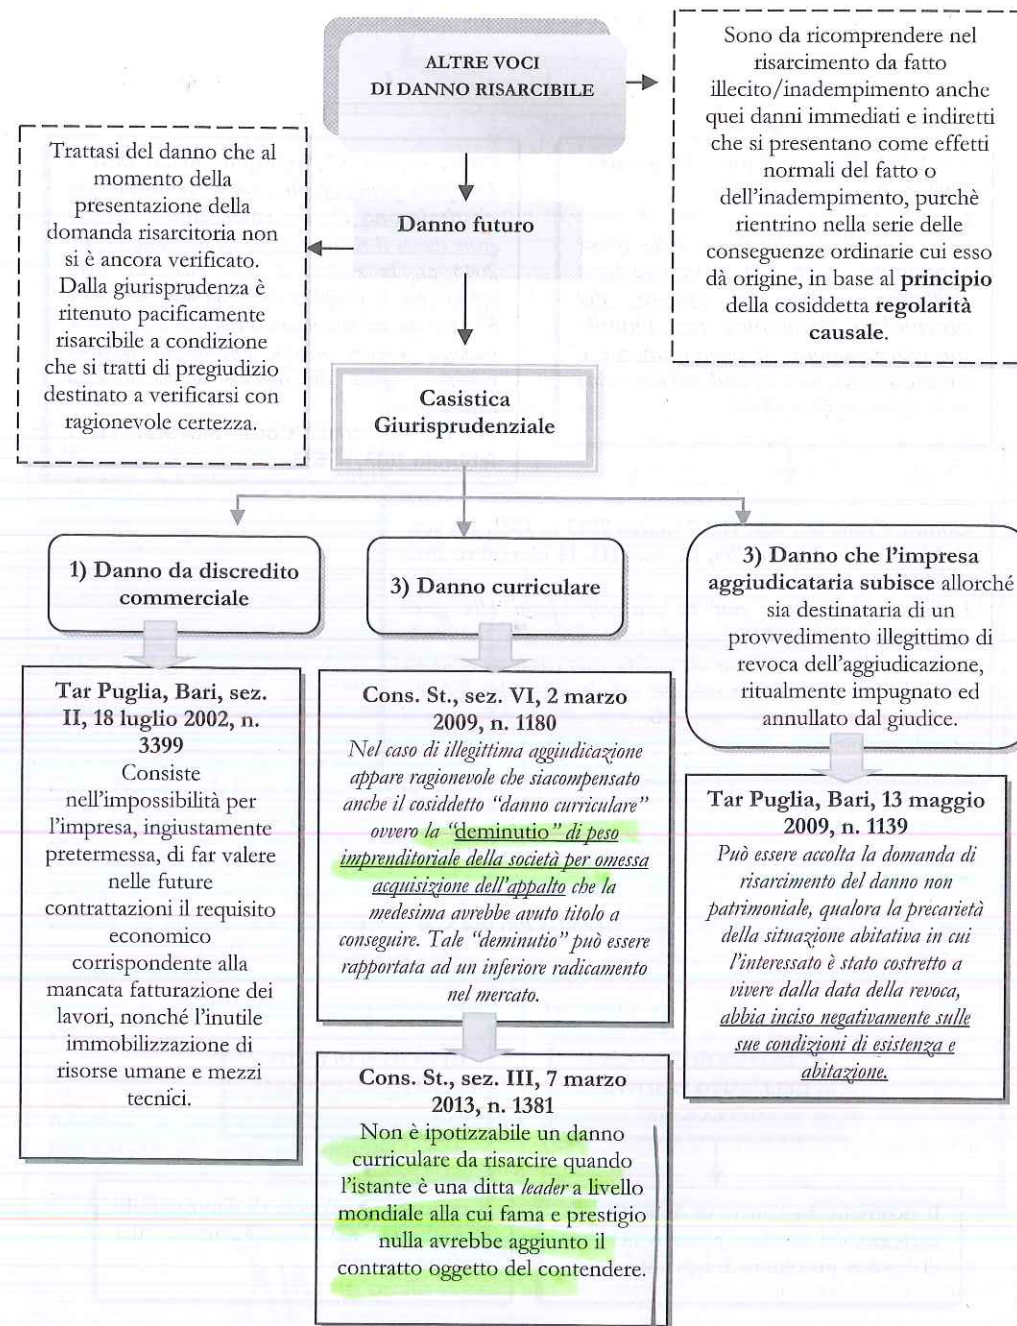 ALTRE VOCI
DI DANNO RISARCIBILE
Sono da ricomprendere nel
risarcimento da fatto
illecito/inadempimento anche
quei danni immediati e indiretti
che si presentano come effetti
normali del fatto o
dell'inadempimento, purchè
rientrino nella serie delle
conseguenze ordinarie cui esso
dà origine, in base al principio
della cosiddetta regolarità
causale.
Trattasi del danno che al
momento della
presentazione della
domanda risarcitoria non
si è ancora verificato.
Dalla giurisprudenza è
ritenuto pacificamente
risarcibile a condizione
che si tratti di pregiudizio
destinato a verificarsi con
ragionevole certezza.
Danno futuro
Casistica
Giurisprudenziale
1) Danno da discredito
commerciale
3) Danno curriculare
3) Danno che l'impresa
aggiudicataria subisce allorché
sia destinataria di un
provvedimento illegittimo di
revoca dell'aggiudicazione,
ritualmente impugnato ed
annullato dal giudice.
Tar Puglia, Bari, sez.
II, 18 luglio 2002, n.
3399
Consiste
nell'impossibilità per
l'impresa, ingiustamente
pretermessa, di far valere
nelle future
contrattazioni il requisito
economico
corrispondente alla
mancata fatturazione dei
lavori, nonché l'inutile
immobilizzazione di
risorse umane e mezzi
tecnici.
Cons. St., sez. VI, 2 marzo
2009, n. 1180
Nel caso di illegittima aggiudicazione
appare ragionevole che siacompensato
anche il cosiddetto “danno curriculare”
ovvero la “deminutio” di peso
imprenditoriale della società per omessa
acquisizione dell'appalto che la
medesima avrebbe avuto titolo a
conseguire. Tale “deminutio” può essere
rapportata ad un inferiore radicamento
nel mercato.
Tar Puglia, Bari, 13 maggio
2009, n. 1139
Può essere accolta la domanda di
risarcimento del danno non
patrimoniale, qualora la precarietà
della situazione abitativa in cui
l'interessato è stato costretto a
vivere dalla data della revoca,
abbia inciso negativamente sulle
sue condizioni di esistenza e
abitazione.
Cons. St., sez. III, 7 marzo
2013, n. 1381
Non è ipotizzabile un danno
curriculare da risarcire quando
l'istante è una ditta leader a livello
mondiale alla cui fama e prestigio
nulla avrebbe aggiunto il
contratto oggetto del contendere.